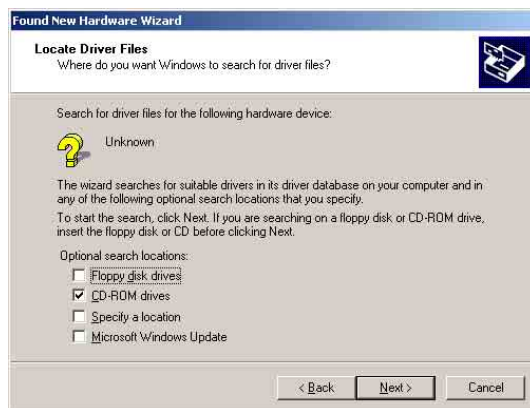 Found New Hardware Wizard
Locate Driver Files
Where do you want Windows to search for driver files?
Search for driver files for the following hardware device:
Unknown
The wizard searches for suitable drivers in its driver database on your computer and in
any of the following optional search locations that you specify.
To start the search, click Next. If you are searching on a floppy disk or CD-ROM drive,
insert the floppy disk or CD before clicking Next.
Optional search locations:
Floppy disk drives
CD-ROM drives
Specify a location
Microsoft Windows Update
< Back
Next >
Cancel